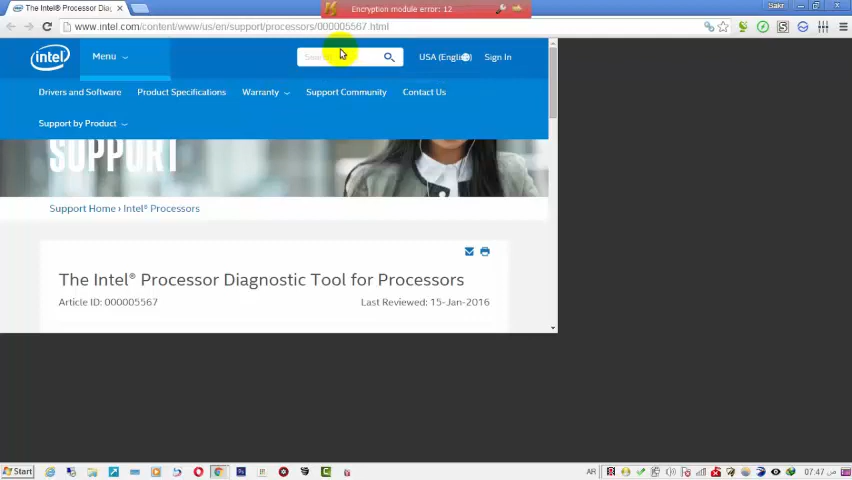 The Intel® Processor Diag
Encryption module error: 12
Sakr
www.intel.com/content/www/us/en/support/processors/000005567.html
intel
Menu
Search
USA (English)
Sign In
Drivers and Software
Product Specifications
Warranty
Support Community
Contact Us
Support by Product
SUPPORT
Support Home › Intel® Processors
The Intel® Processor Diagnostic Tool for Processors
Article ID: 000005567
Last Reviewed: 15-Jan-2016
Start
AR
07:47 ص